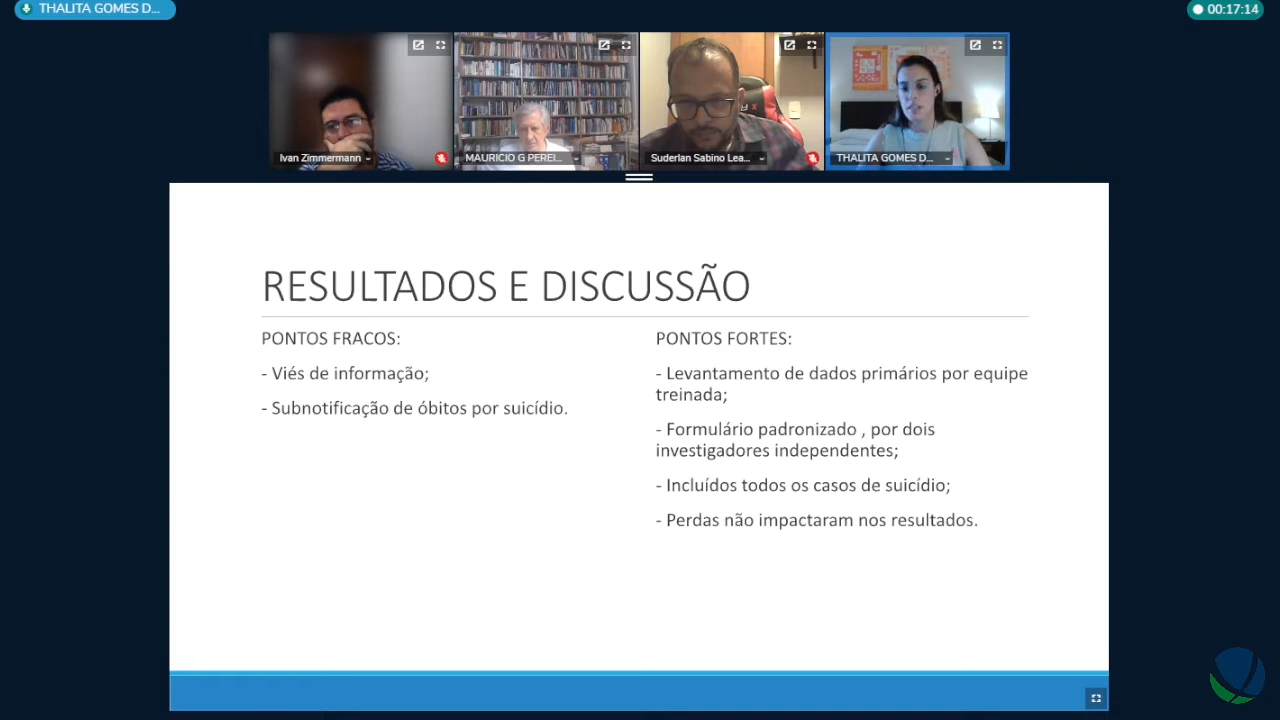 THALITA GOMES D...
00:17:14
Ivan Zimmermann
MAURICIO G PEREI...
Suderlan Sabino Lea...
THALITA GOMES D...
RESULTADOS E DISCUSSÃO
PONTOS FRACOS:
- Viés de informação;
- Subnotificação de óbitos por suicídio.
PONTOS FORTES:
- Levantamento de dados primários por equipe
treinada;
- Formulário padronizado , por dois
investigadores independentes;
- Incluídos todos os casos de suicídio;
- Perdas não impactaram nos resultados.